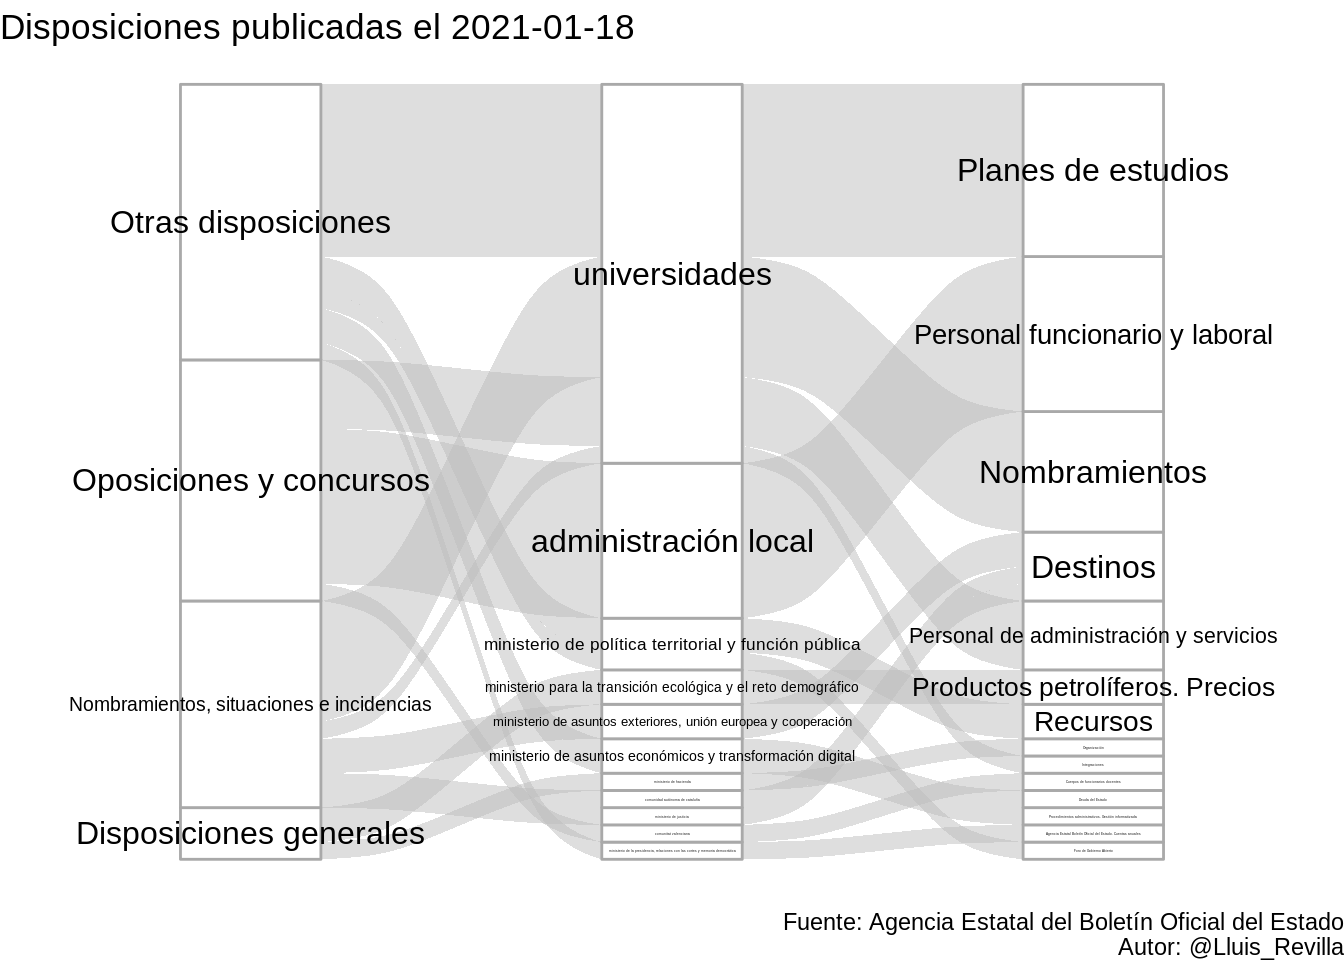 Disposiciones publicadas el 2021-01-18
Otras disposiciones
Oposiciones y concursos
Nombramientos, situaciones e incidencias
Disposiciones generales
universidades
administración local
ministerio de política territorial y función pública
ministerio para la transición ecológica y el reto demográfico
ministerio de asuntos exteriores, unión europea y cooperación
ministerio de asuntos económicos y transformación digital
ministerio de hacienda
comunidad autónoma de cataluña
ministerio de justicia
comunitat valenciana
ministerio de la presidencia, relaciones con las cortes y memoria democrática
Planes de estudios
Personal funcionario y laboral
Nombramientos
Destinos
Personal de administración y servicios
Productos petrolíferos. Precios
Recursos
Organización
Integraciones
Cuerpos de funcionarios docentes
Deuda del Estado
Procedimientos administrativos. Gestión informatizada
Agencia Estatal Boletín Oficial del Estado. Cuentas anuales
Foro de Gobierno Abierto
Fuente: Agencia Estatal del Boletín Oficial del Estado
Autor: @Lluis_Revilla